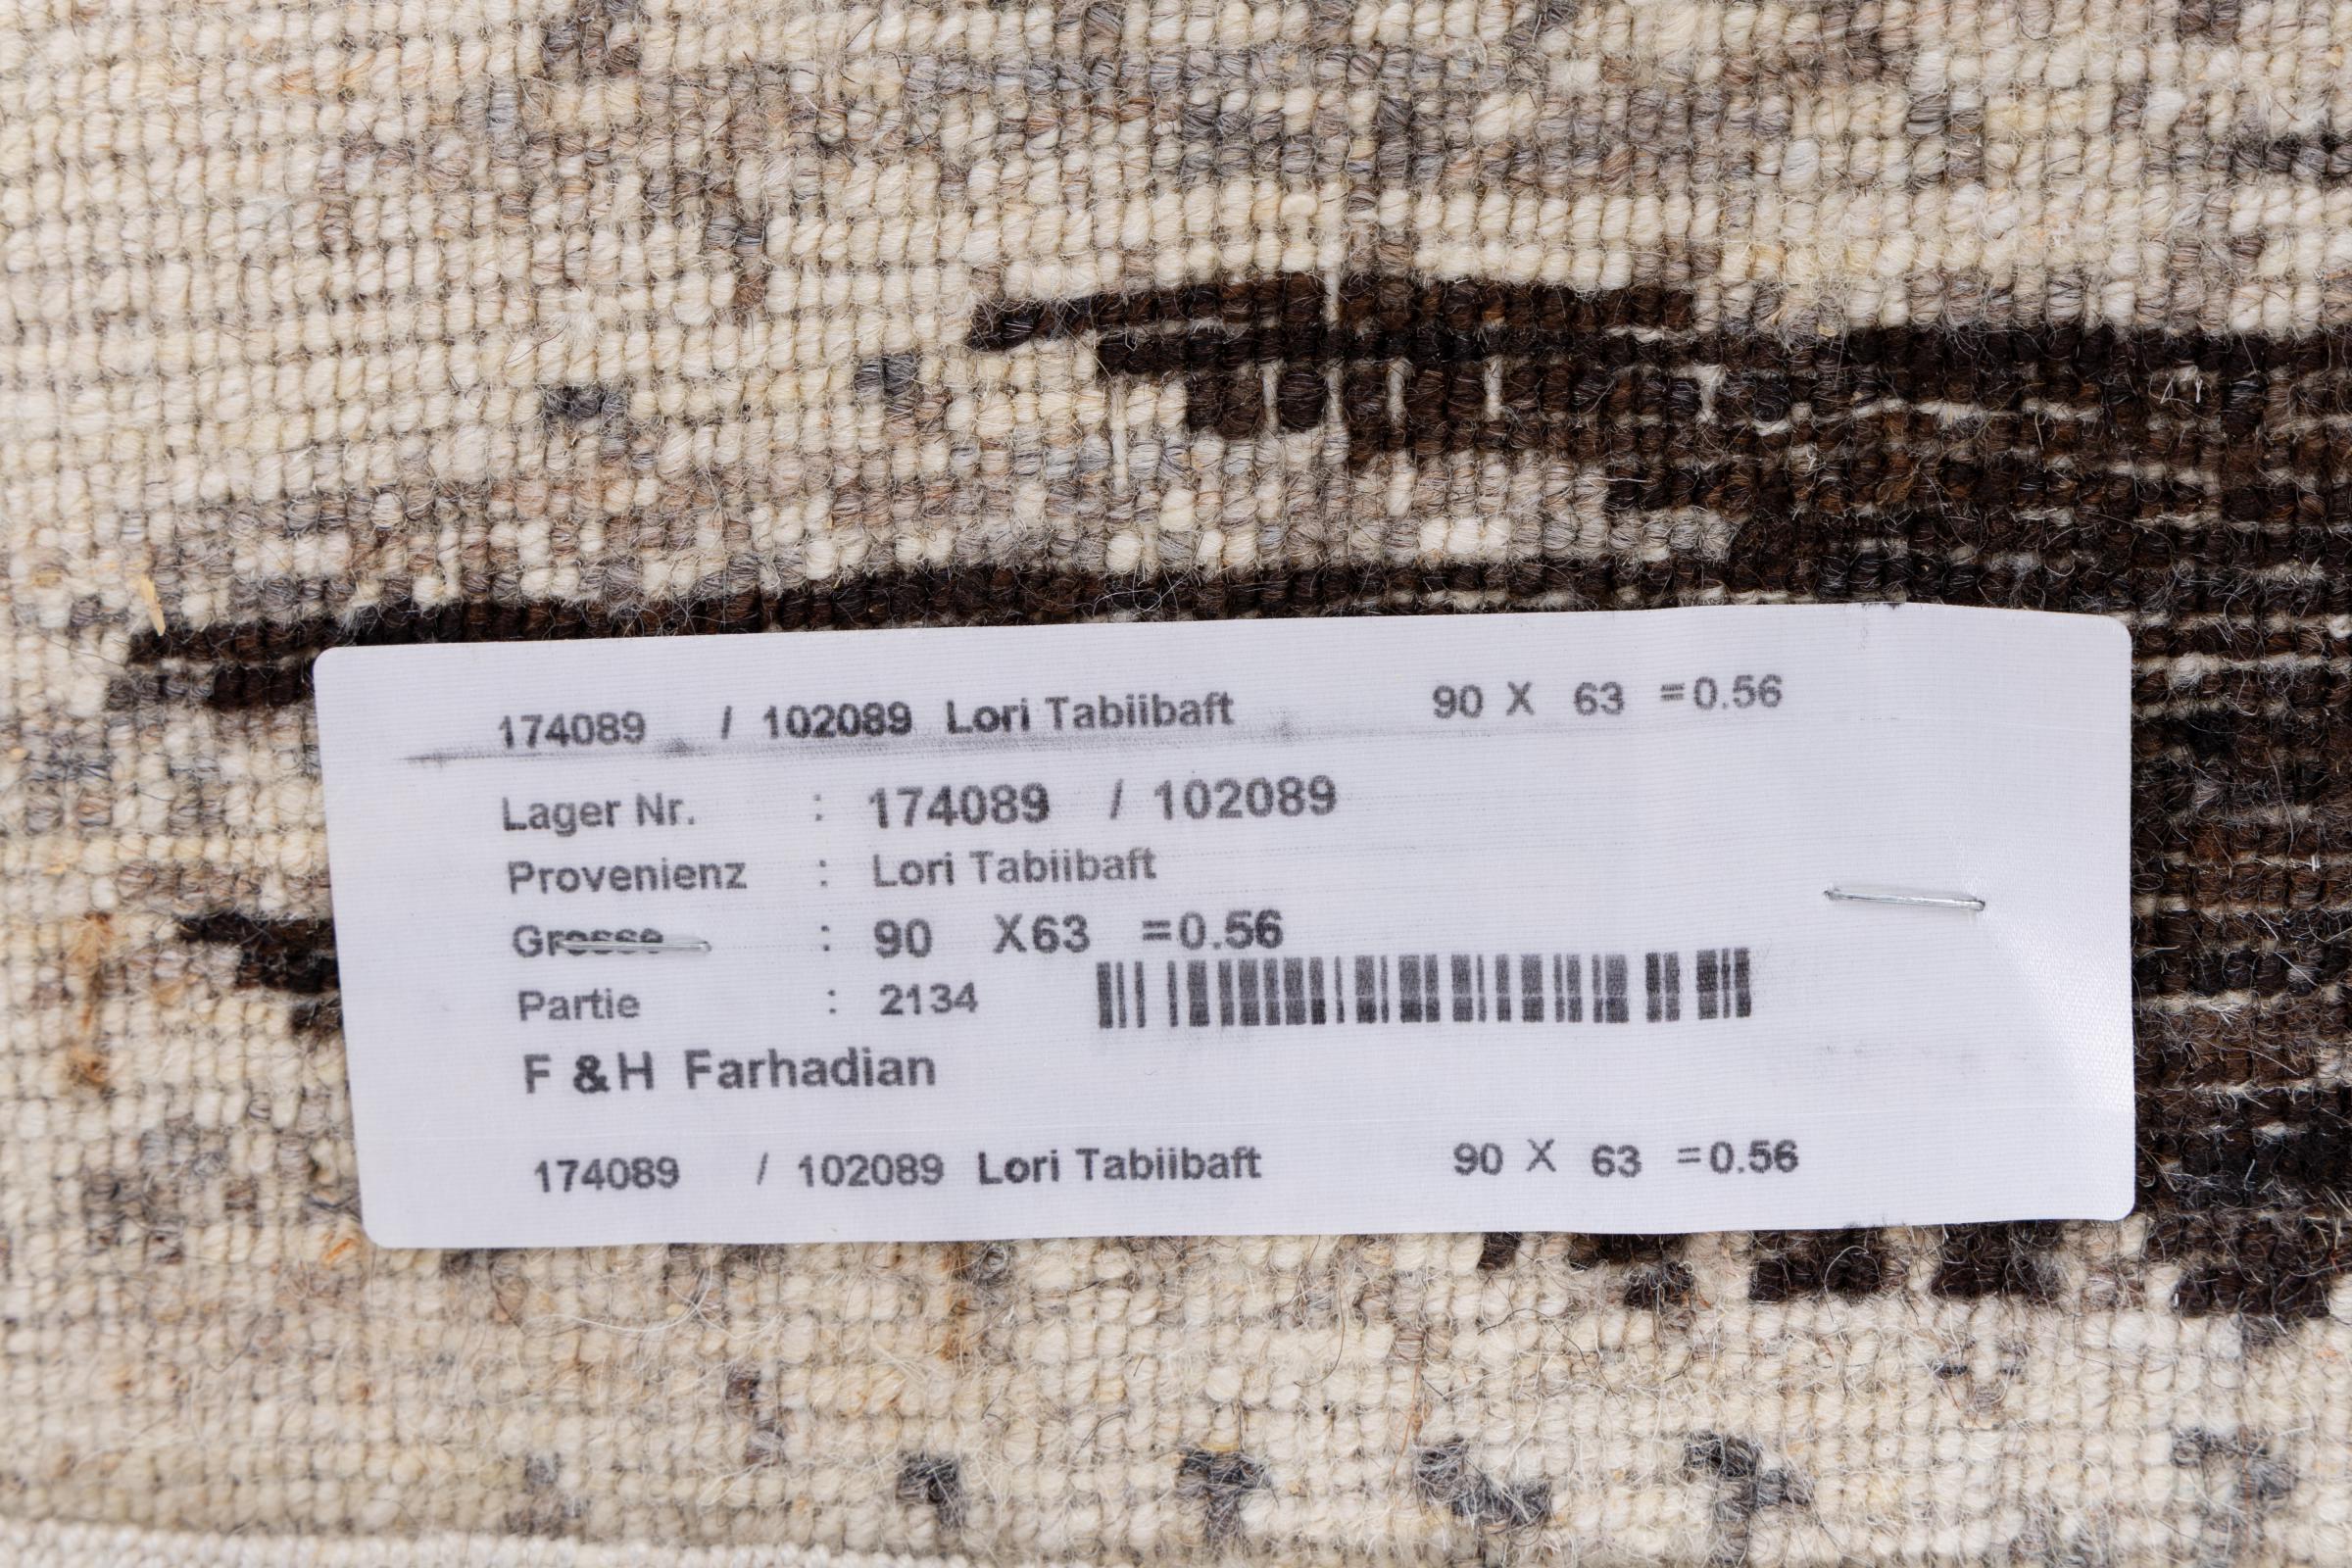 174089 / 102089 Lori Tabiibaft 90 X 63 =0.56
Lager Nr. : 174089 / 102089
Provenienz : Lori Tabiibaft
Grosse : 90 X63 =0.56
Partie : 2134
F &H Farhadian
174089 / 102089 Lori Tabiibaft 90 X 63 =0.56